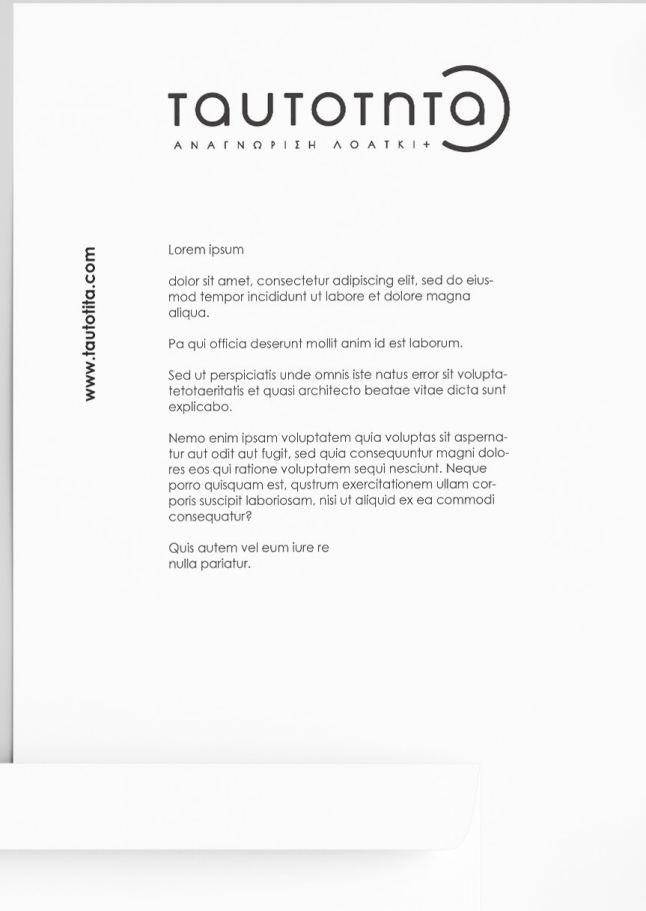 ταυτοτητα
ΑΝΑΓΝΩΡΙΣΗ ΛΟΑΤΚΙ+
www.tautotita.com
Lorem ipsum
dolor sit amet, consectetur adipiscing elit, sed do eius-
mod tempor incididunt ut labore et dolore magna
aliqua.
Pa qui officia deserunt mollit anim id est laborum.
Sed ut perspiciatis unde omnis iste natus error sit volupta-
tetotaeritatis et quasi architecto beatae vitae dicta sunt
explicabo.
Nemo enim ipsam voluptatem quia voluptas sit asperna-
tur aut odit aut fugit, sed quia consequuntur magni dolo-
res eos qui ratione voluptatem sequi nesciunt. Neque
porro quisquam est, qustrum exercitationem ullam cor-
poris suscipit laboriosam, nisi ut aliquid ex ea commodi
consequatur?
Quis autem vel eum iure re
nulla pariatur.